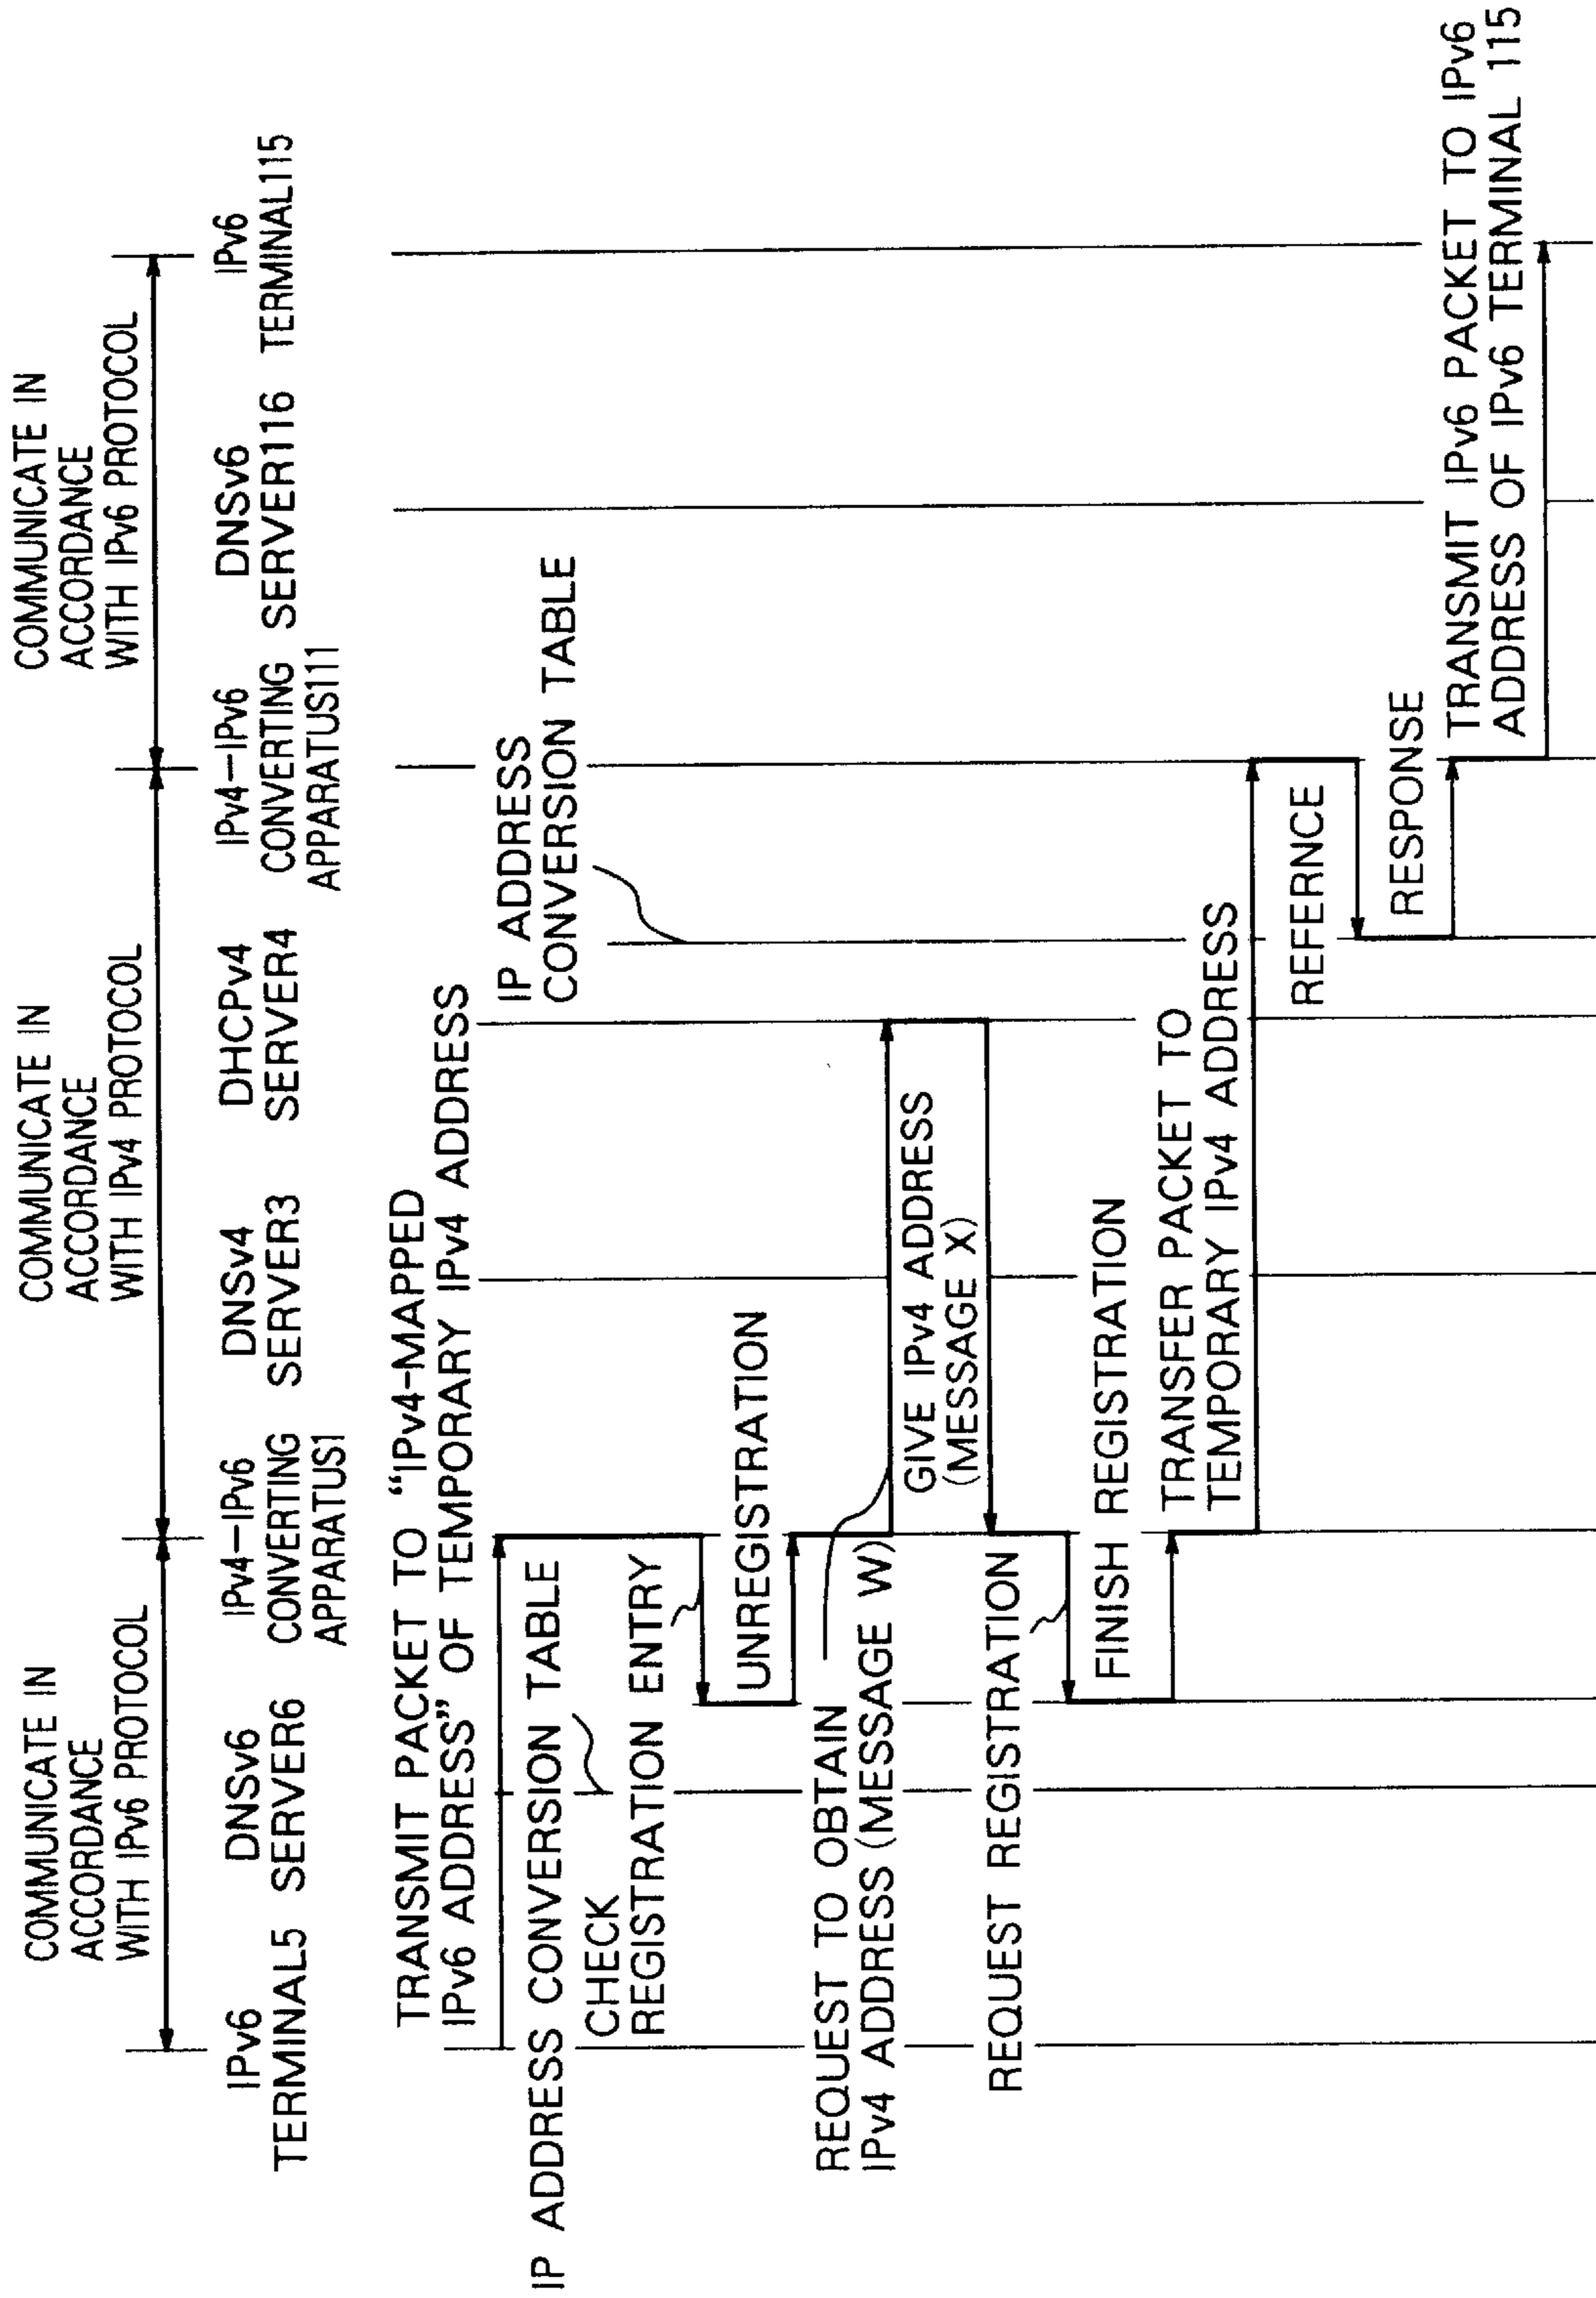 COMMUNICATE IN
ACCORDANCE
WITH IPv6 PROTOCOL
COMMUNICATE IN
ACCORDANCE
WITH IPv4 PROTOCOL
COMMUNICATE IN
ACCORDANCE
WITH IPv6 PROTOCOL
IPv6
TERMINAL5
DNSv6
SERVER6
IPv4-IPv6
CONVERTING
APPARATUS1
DNSv4
SERVER3
DHCPv4
SERVER4
IPv4-IPv6
CONVERTING
APPARATUS111
DNSv6
SERVER116
IPv6
TERMINAL115
TRANSMIT PACKET TO "IPv4-MAPPED
IPv6 ADDRESS" OF TEMPORARY IPv4 ADDRESS
IP ADDRESS
CONVERSION TABLE
IP ADDRESS CONVERSION TABLE
CHECK
REGISTRATION ENTRY
UNREGISTRATION
REQUEST TO OBTAIN
IPv4 ADDRESS (MESSAGE W)
GIVE IPv4 ADDRESS
(MESSAGE X)
REQUEST REGISTRATION
FINISH REGISTRATION
TRANSFER PACKET TO
TEMPORARY IPv4 ADDRESS
REFERNCE
RESPONSE
TRANSMIT IPv6 PACKET TO IPv6
ADDRESS OF IPv6 TERMINAL 115